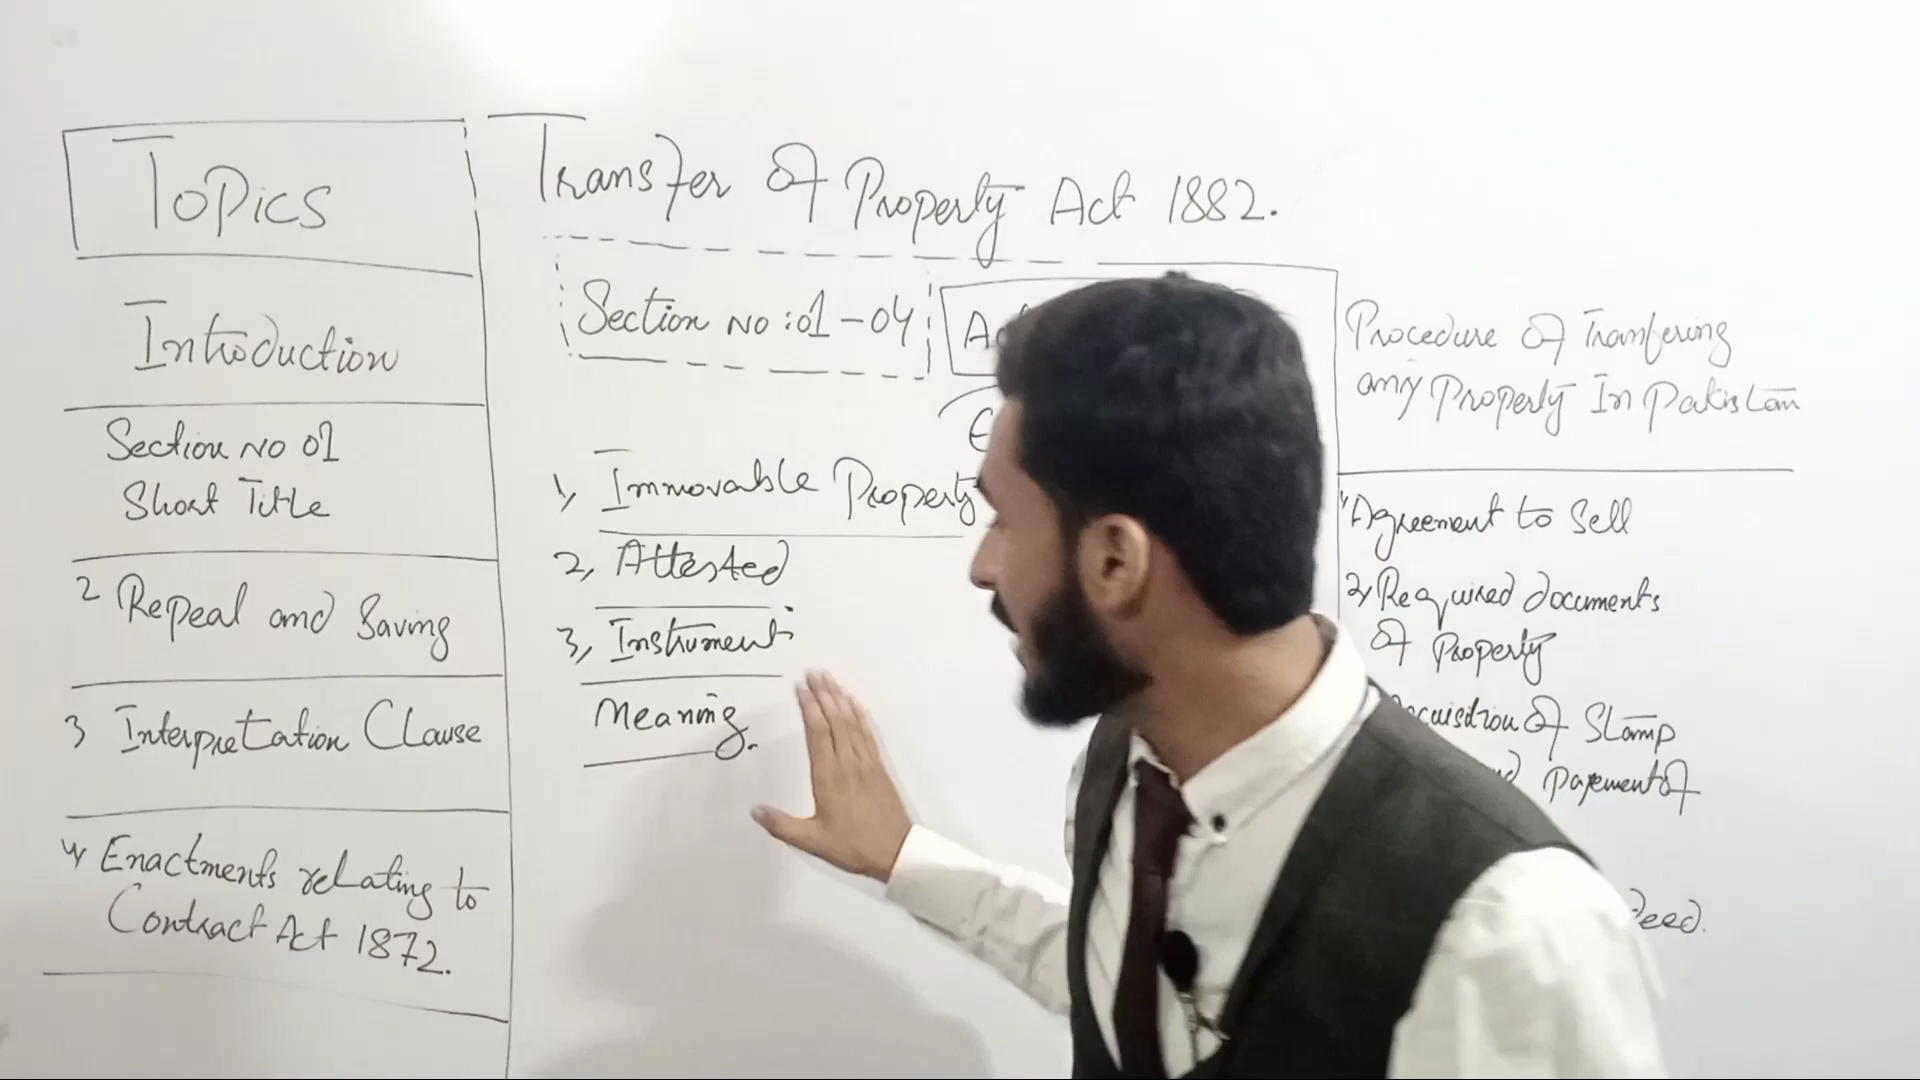 Topics
Introduction
Section No 01
Short Title
2 Repeal and Saving
3 Interpretation Clause
4, Enactments relating to
Contract Act 1872.
Transfer of Property Act 1882.
Section No : 01 - 04
1, Immovable Property
2, Attested
3, Instrument
Meaning.
Procedure of Tranfering
any Property In Pakistan
1, Agreement to Sell
2, Required documents
of Property
of Stamp
Payement of
Deed.